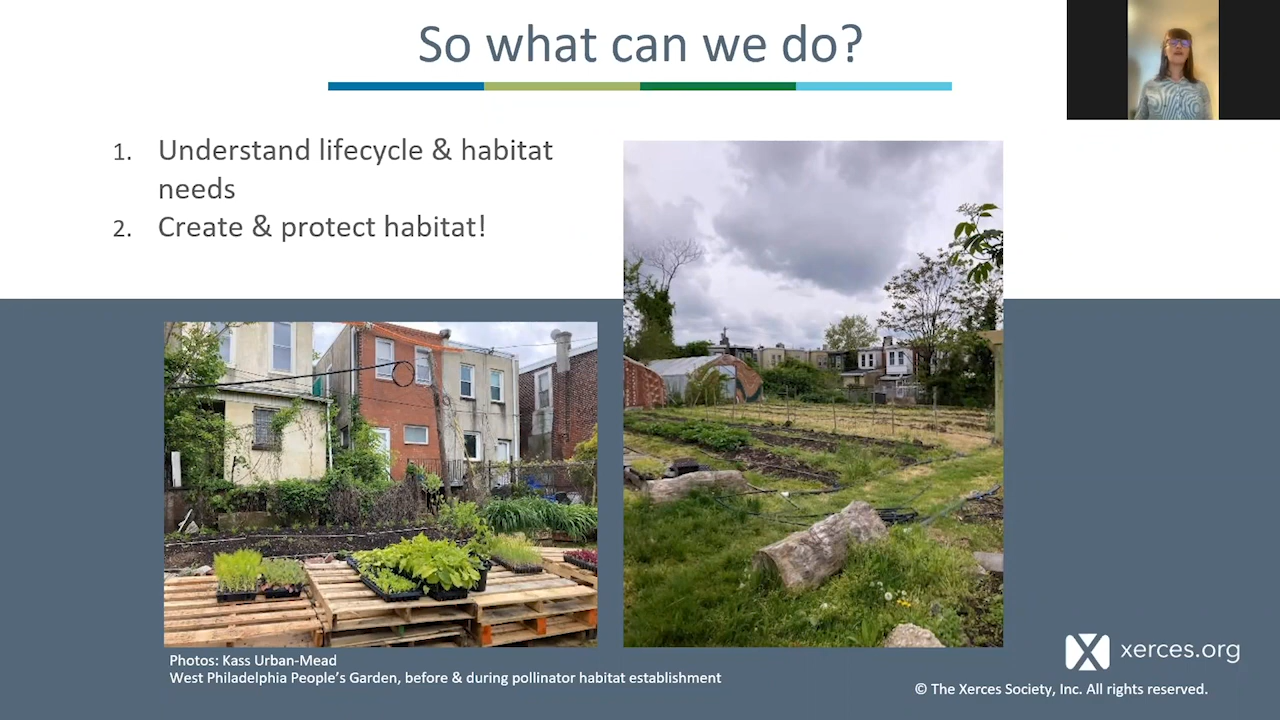 So what can we do?
1. Understand lifecycle & habitat
needs
2. Create & protect habitat!
Photos: Kass Urban-Mead
West Philadelphia People's Garden, before & during pollinator habitat establishment
xerces.org
© The Xerces Society, Inc. All rights reserved.